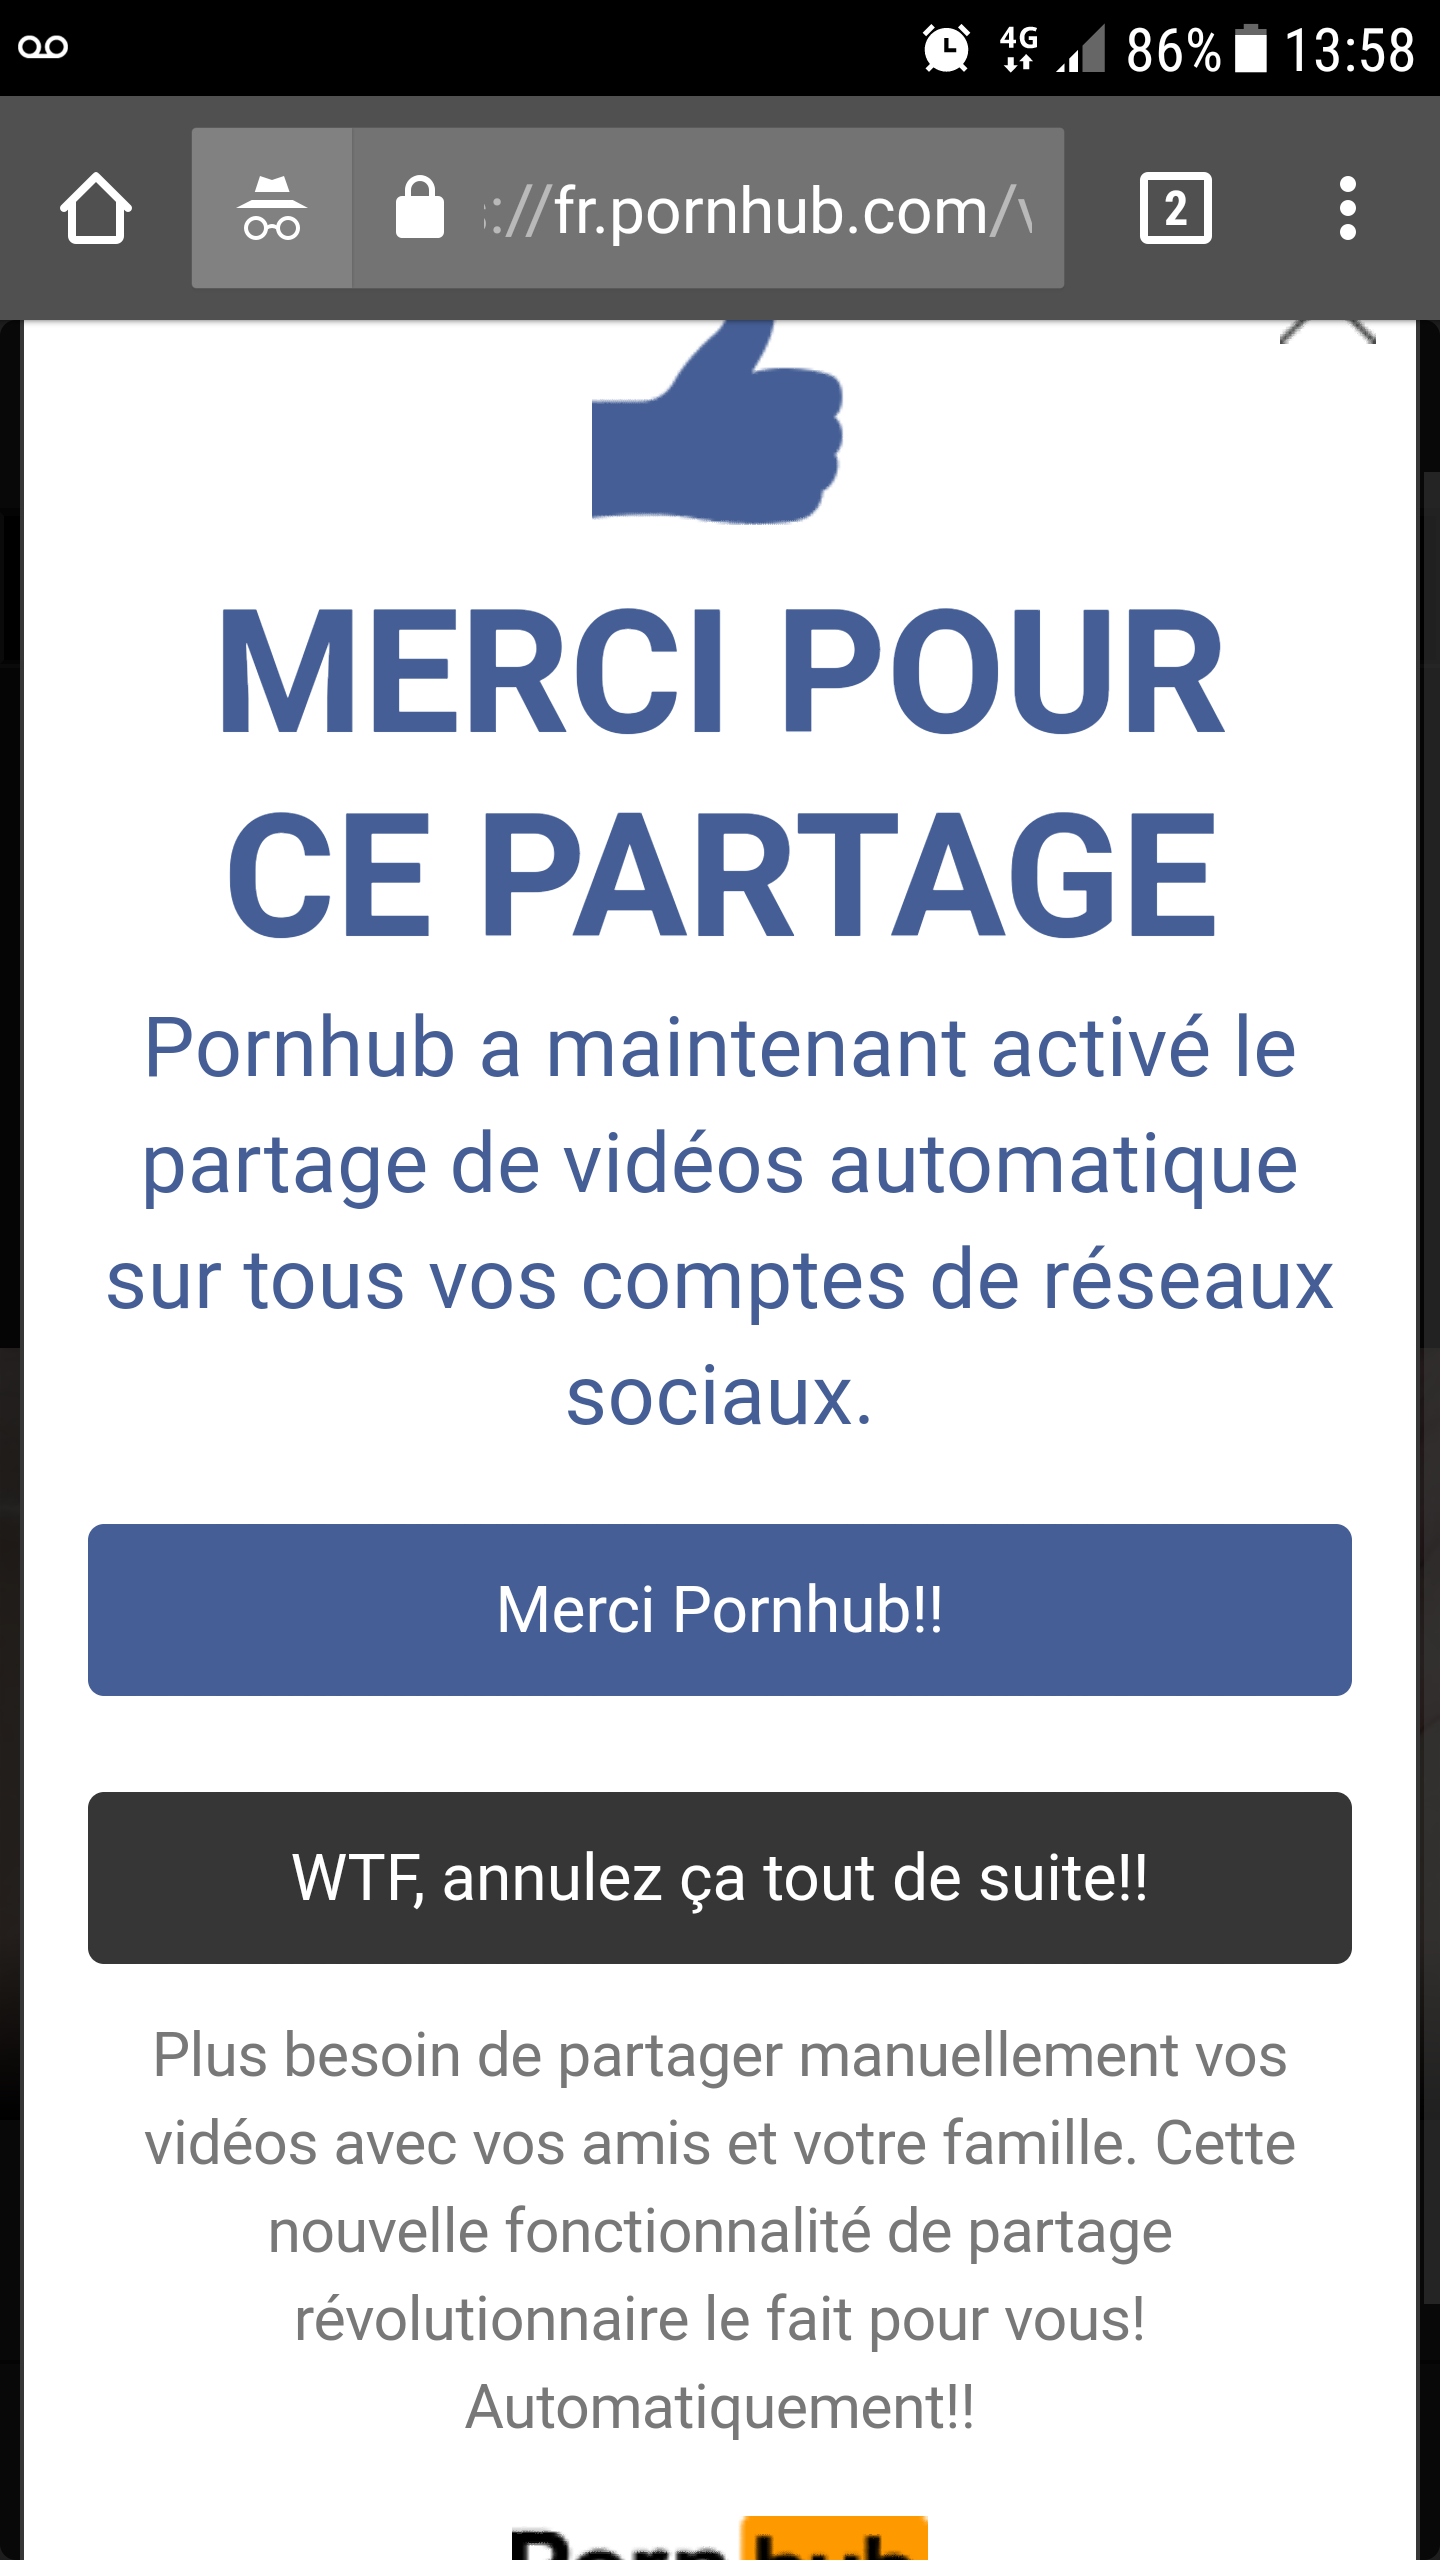 4G 86% 13:58
://fr.pornhub.com/
2
MERCI POUR
CE PARTAGE
Pornhub a maintenant activé le
partage de vidéos automatique
sur tous vos comptes de réseaux
sociaux.
Merci Pornhub!!
WTF, annulez ça tout de suite!!
Plus besoin de partager manuellement vos
vidéos avec vos amis et votre famille. Cette
nouvelle fonctionnalité de partage
révolutionnaire le fait pour vous!
Automatiquement!!
Porn hub